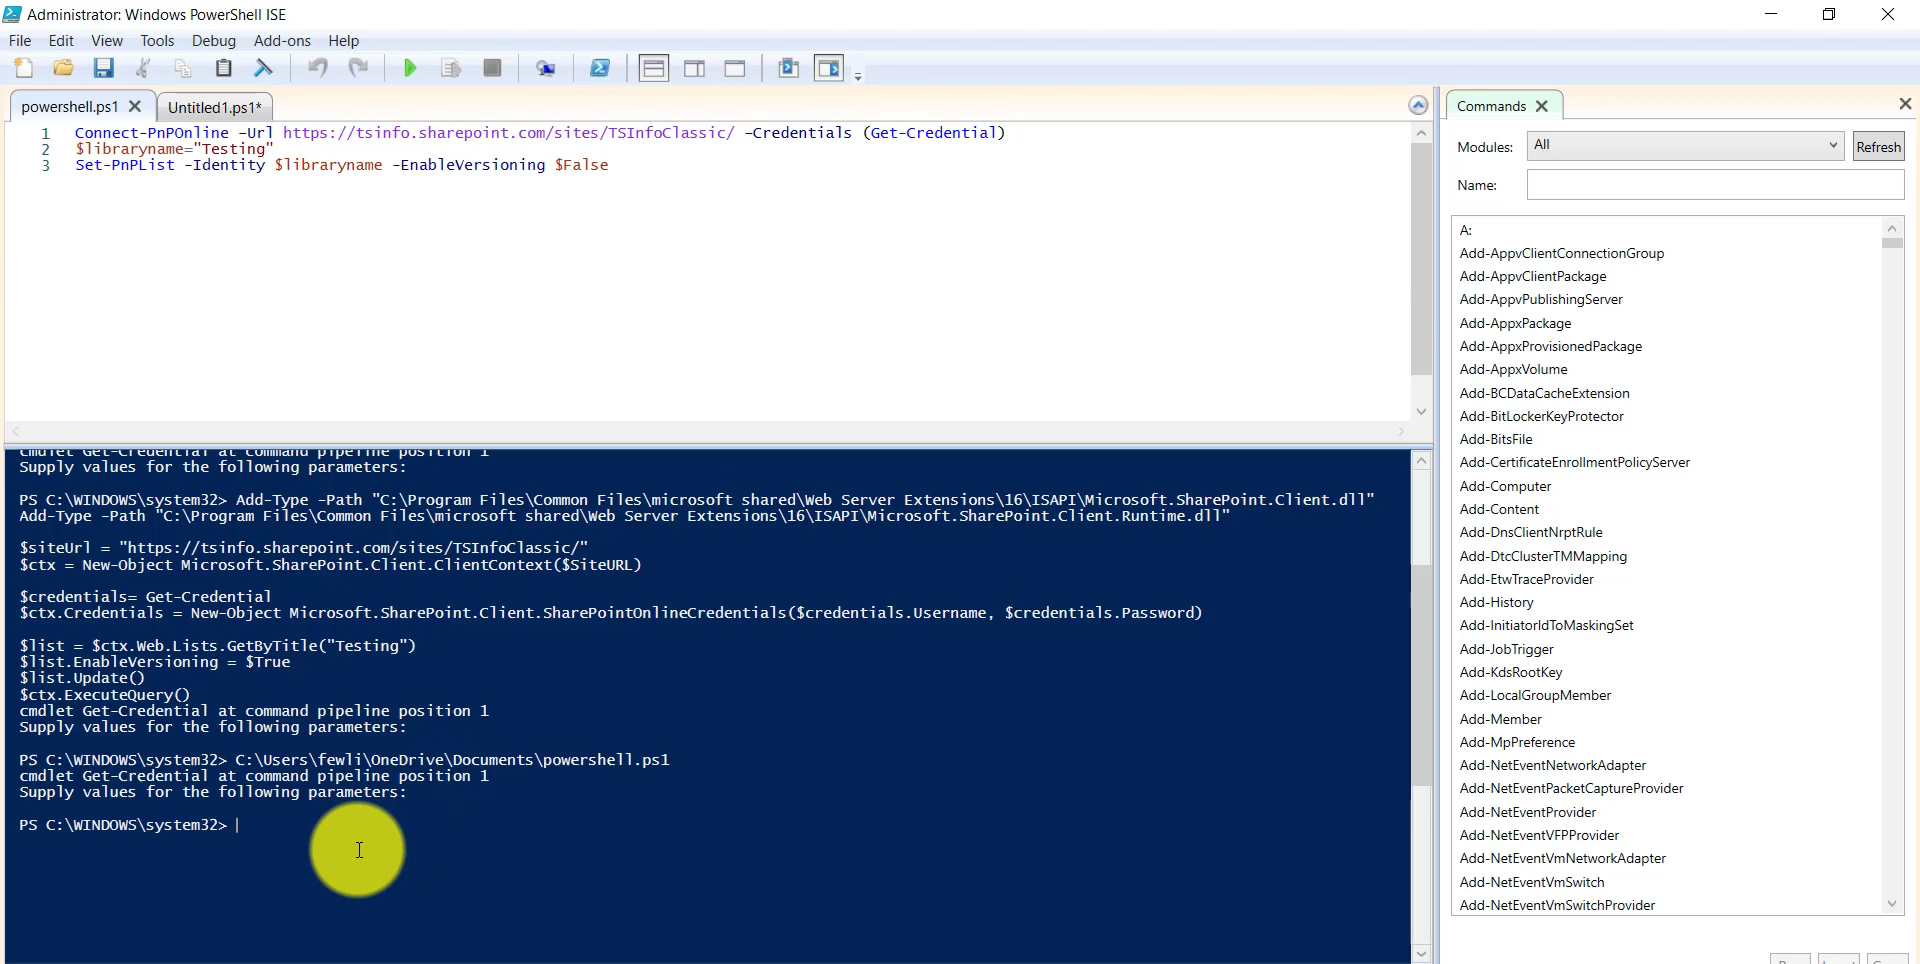 Administrator: Windows PowerShell ISE
File Edit View Tools Debug Add-ons Help
powershell.ps1 Untitled1.ps1*
1 Connect-PnPOnline -Url https://tsinfo.sharepoint.com/sites/TSInfoClassic/ -Credentials (Get-Credential)
2 $libraryname="Testing"
3 Set-PnPList -Identity $libraryname -EnableVersioning $False
cmdlet Get-Credential at command pipeline position 1
Supply values for the following parameters:
PS C:\WINDOWS\system32> Add-Type -Path "C:\Program Files\Common Files\microsoft shared\Web Server Extensions\16\ISAPI\Microsoft.SharePoint.Client.dll"
Add-Type -Path "C:\Program Files\Common Files\microsoft shared\Web Server Extensions\16\ISAPI\Microsoft.SharePoint.Client.Runtime.dll"
$siteUrl = "https://tsinfo.sharepoint.com/sites/TSInfoClassic/"
$ctx = New-Object Microsoft.SharePoint.Client.ClientContext($SiteURL)
$credentials= Get-Credential
$ctx.Credentials = New-Object Microsoft.SharePoint.Client.SharePointOnlineCredentials($credentials.Username, $credentials.Password)
$list = $ctx.Web.Lists.GetByTitle("Testing")
$list.EnableVersioning = $True
$list.Update()
$ctx.ExecuteQuery()
cmdlet Get-Credential at command pipeline position 1
Supply values for the following parameters:
PS C:\WINDOWS\system32> C:\Users\fewli\OneDrive\Documents\powershell.ps1
cmdlet Get-Credential at command pipeline position 1
Supply values for the following parameters:
PS C:\WINDOWS\system32>
Commands
Modules: All Refresh
Name:
A:
Add-AppvClientConnectionGroup
Add-AppvClientPackage
Add-AppvPublishingServer
Add-AppxPackage
Add-AppxProvisionedPackage
Add-AppxVolume
Add-BCDataCacheExtension
Add-BitLockerKeyProtector
Add-BitsFile
Add-CertificateEnrollmentPolicyServer
Add-Computer
Add-Content
Add-DnsClientNrptRule
Add-DtcClusterTMMapping
Add-EtwTraceProvider
Add-History
Add-InitiatorIdToMaskingSet
Add-JobTrigger
Add-KdsRootKey
Add-LocalGroupMember
Add-Member
Add-MpPreference
Add-NetEventNetworkAdapter
Add-NetEventPacketCaptureProvider
Add-NetEventProvider
Add-NetEventVFPProvider
Add-NetEventVmNetworkAdapter
Add-NetEventVmSwitch
Add-NetEventVmSwitchProvider